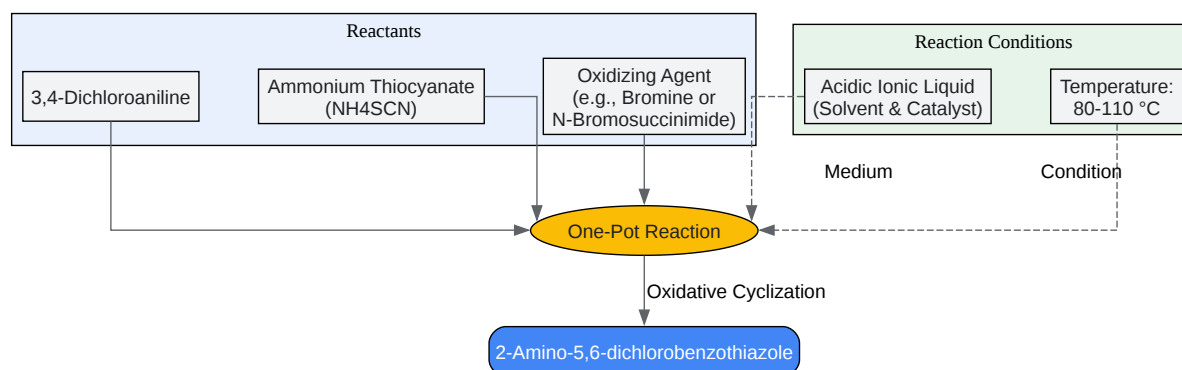 Reactants
Reaction Conditions
3,4-Dichloroaniline
Ammonium Thiocyanate
(NH4SCN)
Oxidizing Agent
(e.g., Bromine or
N-Bromosuccinimide)
Acidic Ionic Liquid
(Solvent & Catalyst)
Temperature:
80-110 °C
Medium
Condition
One-Pot Reaction
Oxidative Cyclization
2-Amino-5,6-dichlorobenzothiazole